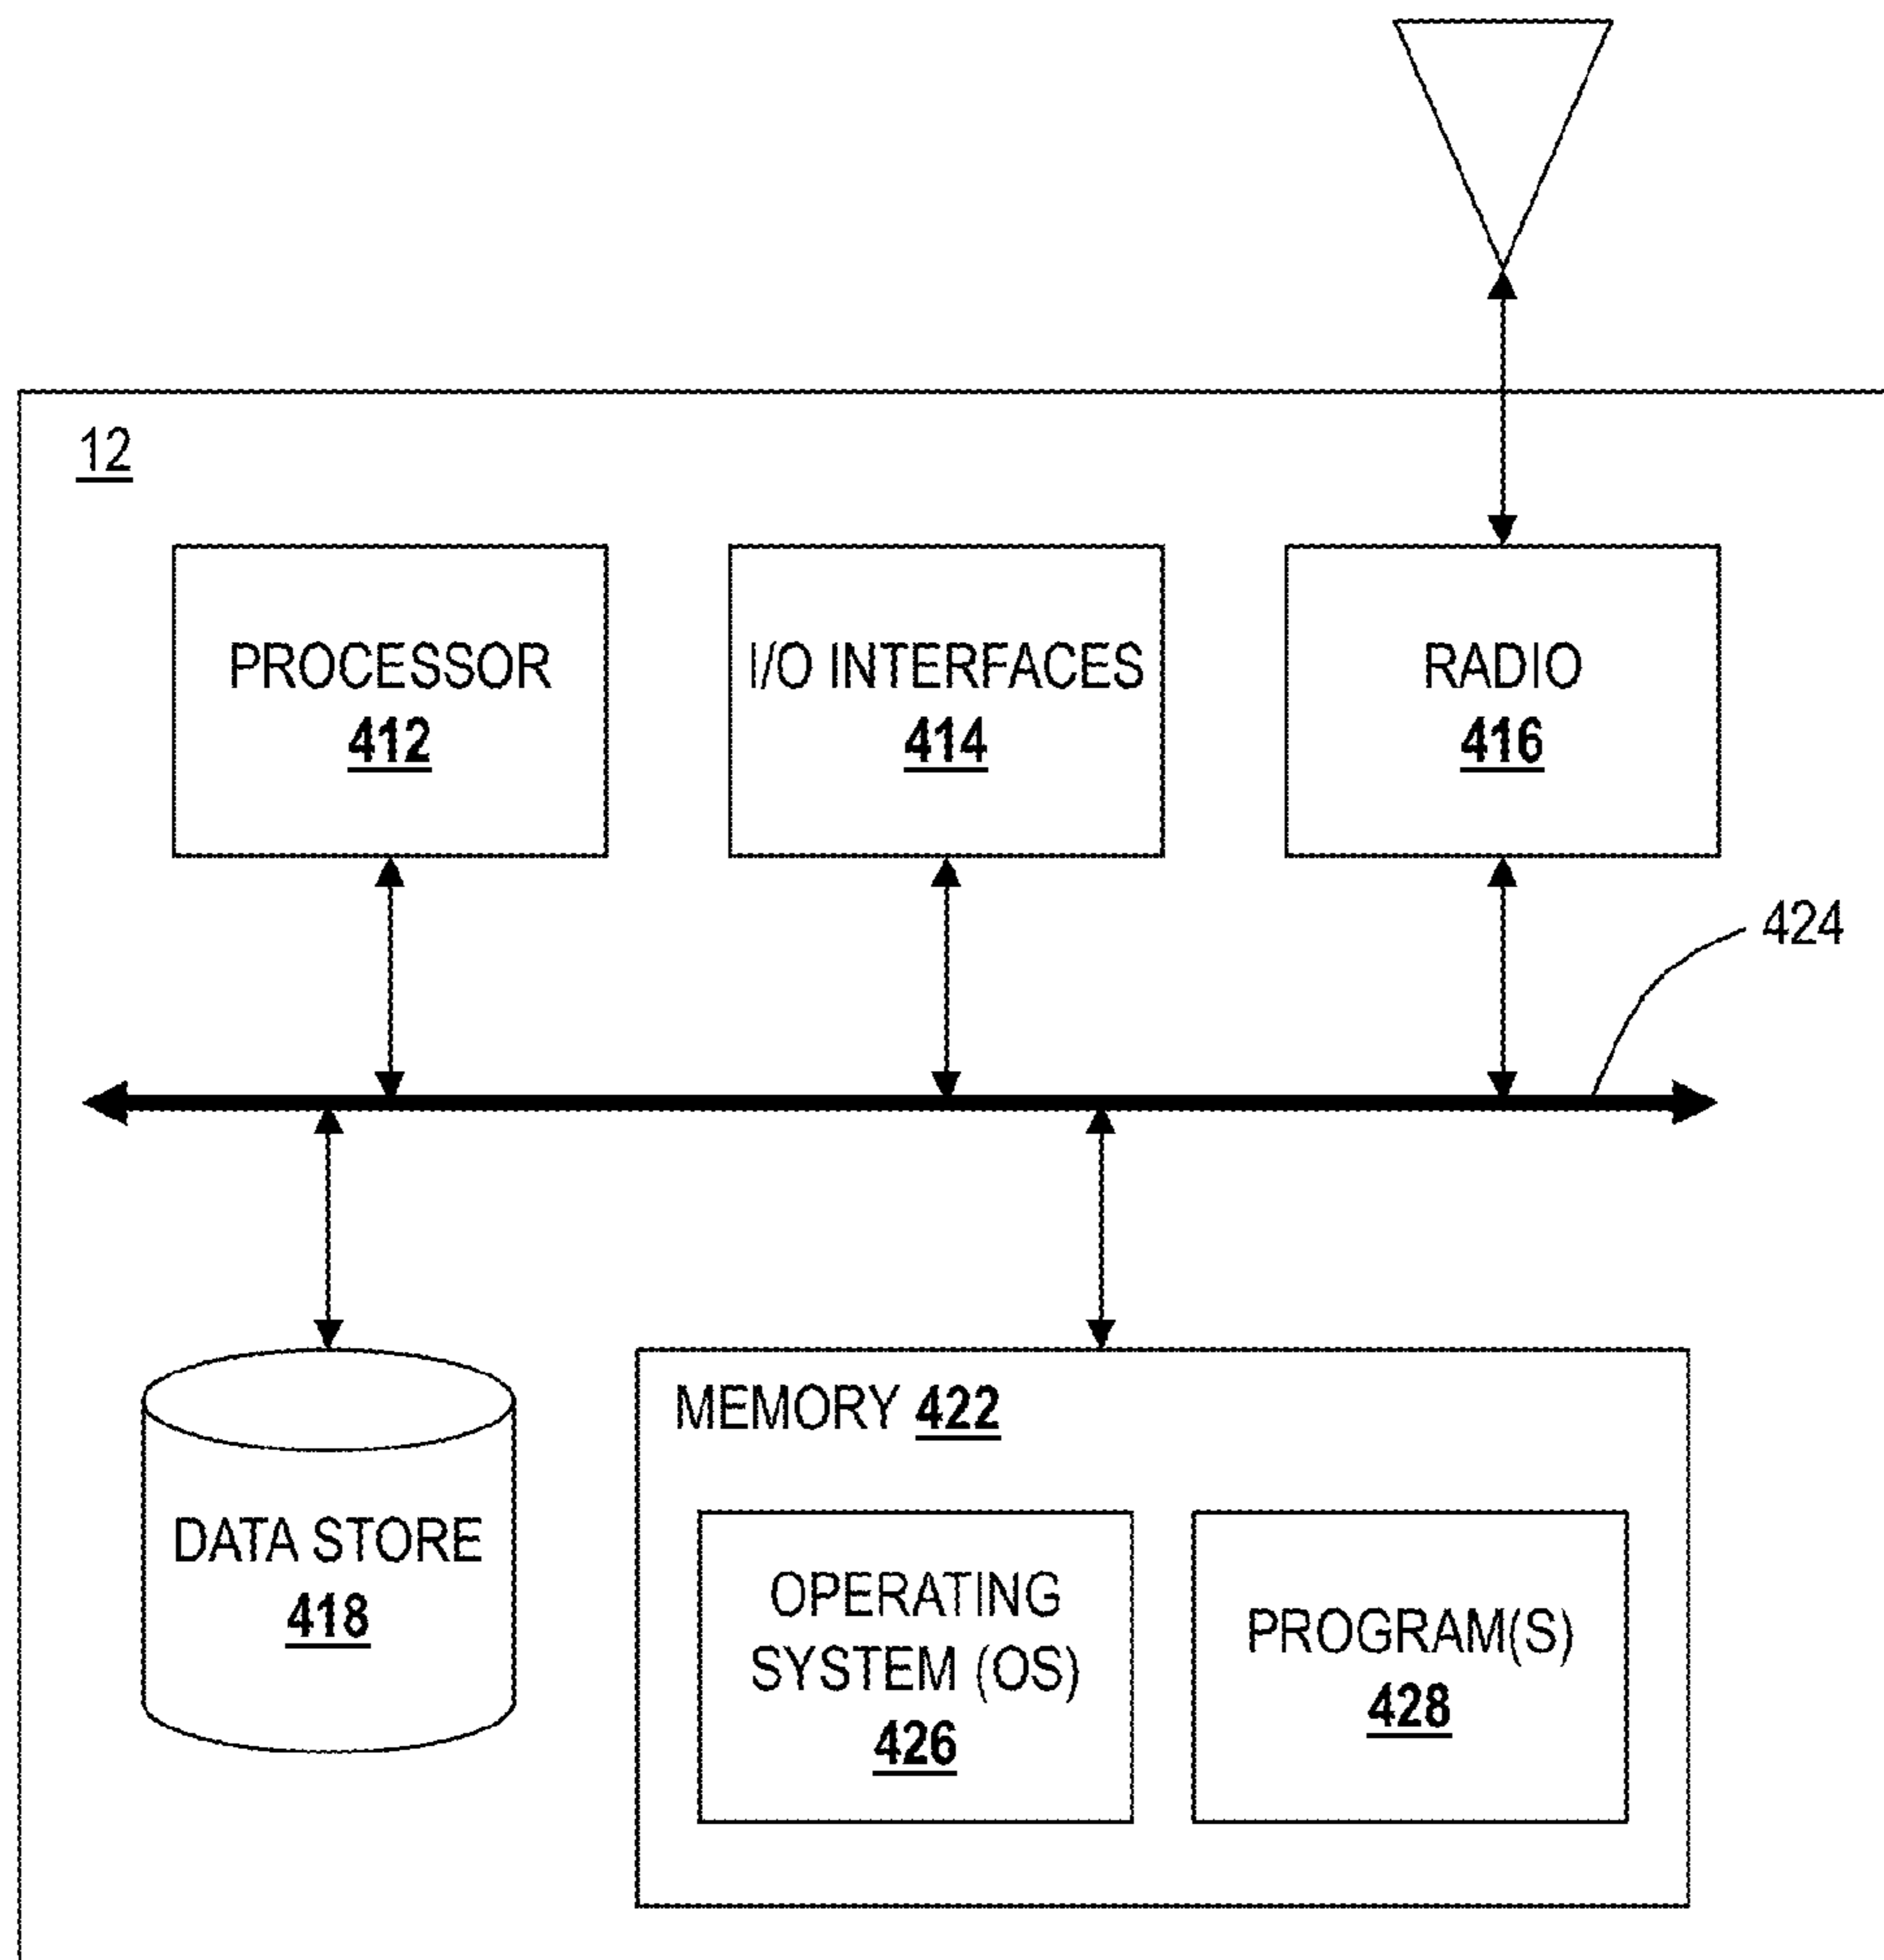 12
PROCESSOR
412
I/O INTERFACES
414
RADIO
416
424
DATA STORE
418
MEMORY 422
OPERATING
SYSTEM (OS)
426
PROGRAM(S)
428